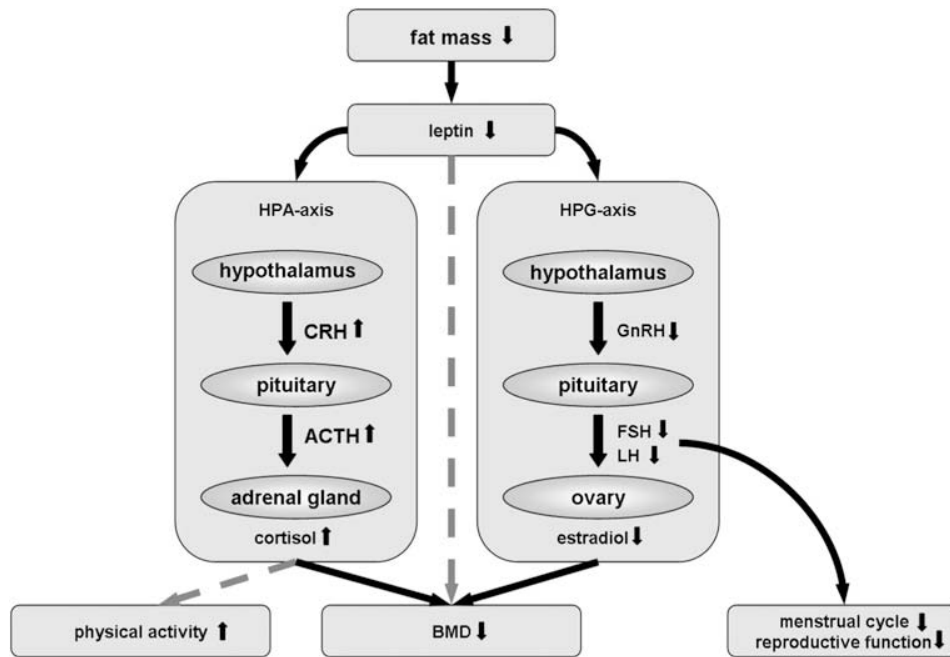 fat mass ⬇
leptin ⬇
HPA-axis
hypothalamus
CRH ⬆
pituitary
ACTH ⬆
adrenal gland
cortisol ⬆
HPG-axis
hypothalamus
GnRH ⬇
pituitary
FSH ⬇
LH ⬇
ovary
estradiol ⬇
physical activity ⬆
BMD ⬇
menstrual cycle ⬇
reproductive function ⬇